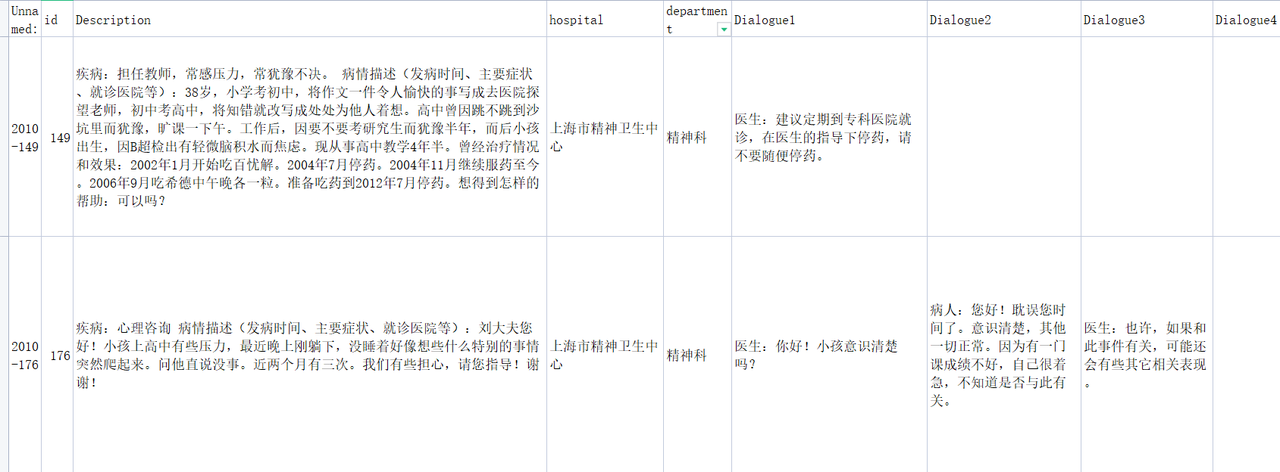 Unna
med:
id
Description
hospital
departmen
t
Dialogue1
Dialogue2
Dialogue3
Dialogue4
2010
-149
149
疾病：担任教师，常感压力，常犹豫不决。 病情描述（发病时间、主要症状
、就诊医院等）：38岁，小学考初中，将作文一件令人愉快的事写成去医院探
望老师，初中考高中，将知错就改写成处处为他人着想。高中曾因跳不跳到沙
坑里而犹豫，旷课一下午。工作后，因要不要考研究生而犹豫半年，而后小孩
出生，因B超检出有轻微脑积水而焦虑。现从事高中教学4年半。曾经治疗情况
和效果：2002年1月开始吃百忧解。2004年7月停药。2004年11月继续服药至今
。2006年9月吃希德中午晚各一粒。准备吃药到2012年7月停药。想得到怎样的
帮助：可以吗？
上海市精神卫生中
心
精神科
医生：建议定期到专科医院就
诊，在医生的指导下停药，请
不要随便停药。
2010
-176
176
疾病：心理咨询 病情描述（发病时间、主要症状、就诊医院等）：刘大夫您
好！小孩上高中有些压力，最近晚上刚躺下，没睡着好像想些什么特别的事情
突然爬起来。问他直说没事。近两个月有三次。我们有些担心，请您指导！谢
谢！
上海市精神卫生中
心
精神科
医生：你好！小孩意识清楚
吗？
病人：您好！耽误您时
间了。意识清楚，其他
一切正常。因为有一门
课成绩不好，自己很着
急，不知道是否与此有
关。
医生：也许，如果和
此事件有关，可能还
会有些其它相关表现
。